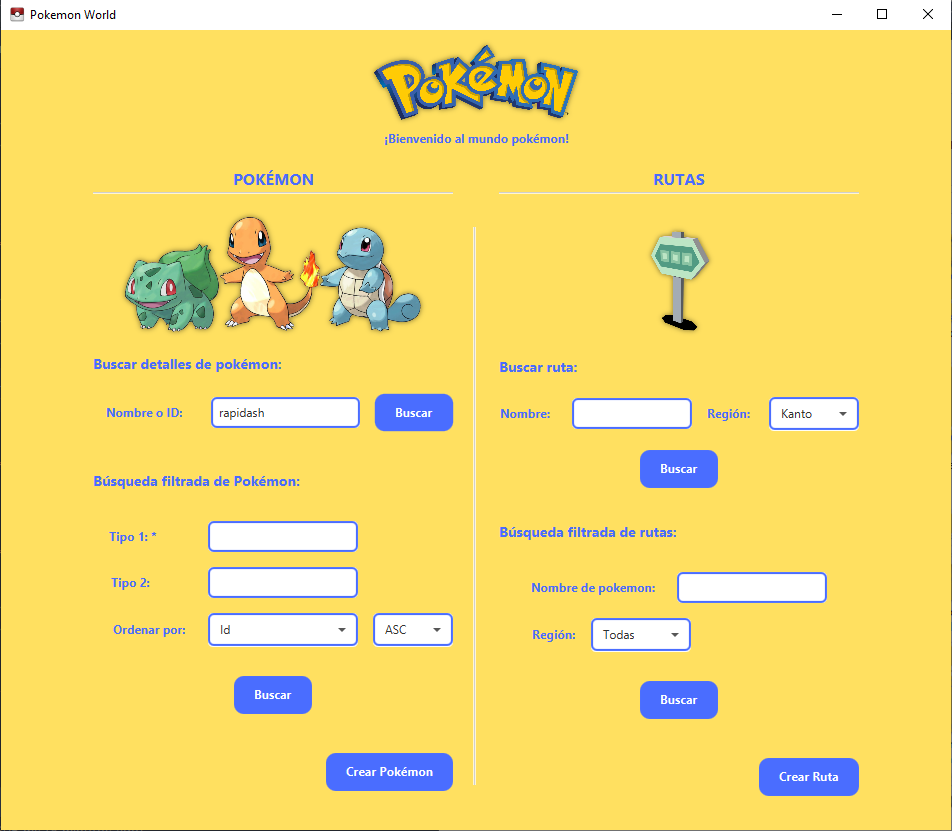 Pokemon World
POKéMON
¡Bienvenido al mundo pokémon!
POKÉMON
Buscar detalles de pokémon:
Nombre o ID: rapidash Buscar
Búsqueda filtrada de Pokémon:
Tipo 1: *
Tipo 2:
Ordenar por: Id ASC
Buscar
Crear Pokémon
RUTAS
Buscar ruta:
Nombre: Región: Kanto
Buscar
Búsqueda filtrada de rutas:
Nombre de pokemon:
Región: Todas
Buscar
Crear Ruta